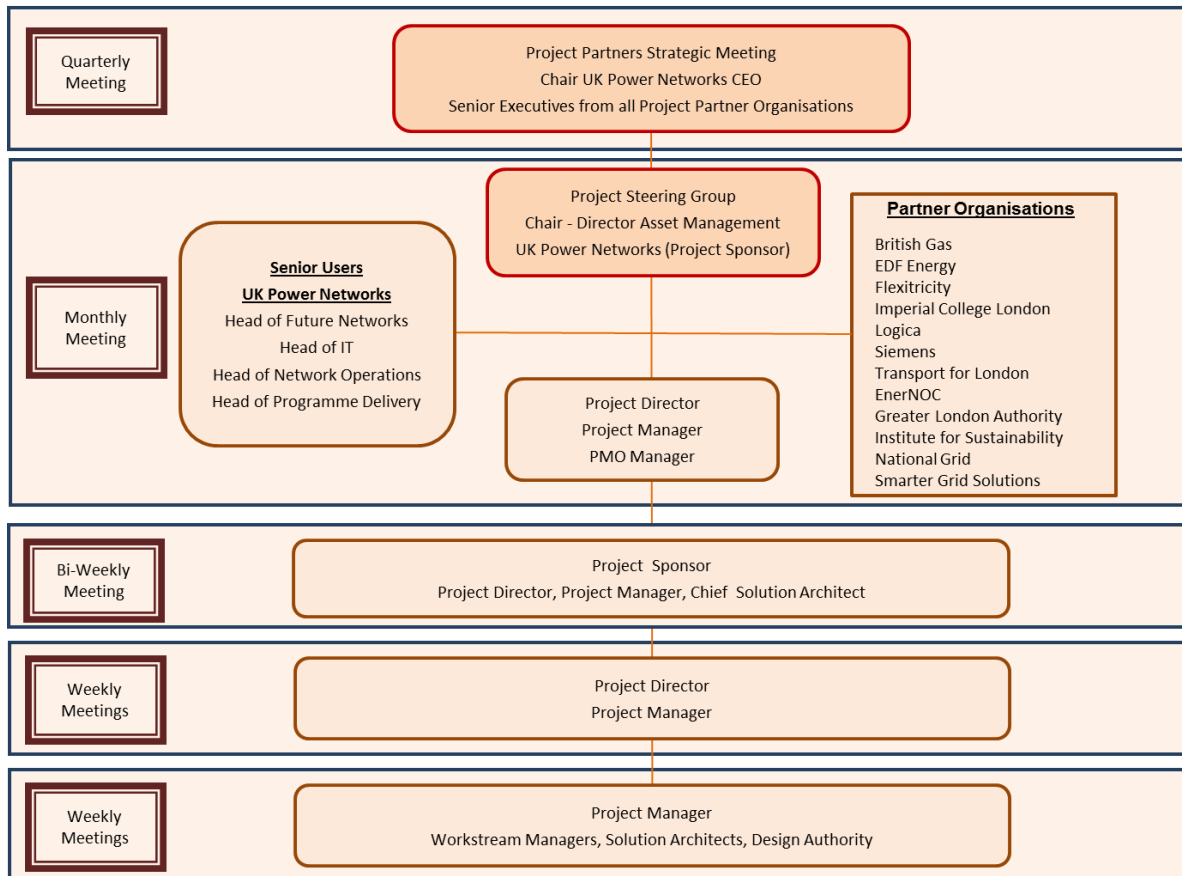 Quarterly
Meeting
Project Partners Strategic Meeting
Chair UK Power Networks CEO
Senior Executives from all Project Partner Organisations
Monthly
Meeting
Senior Users
UK Power Networks
Head of Future Networks
Head of IT
Head of Network Operations
Head of Programme Delivery
Project Steering Group
Chair - Director Asset Management
UK Power Networks (Project Sponsor)
Project Director
Project Manager
PMO Manager
Partner Organisations
British Gas
EDF Energy
Flexitricity
Imperial College London
Logica
Siemens
Transport for London
EnerNOC
Greater London Authority
Institute for Sustainability
National Grid
Smarter Grid Solutions
Bi-Weekly
Meeting
Project Sponsor
Project Director, Project Manager, Chief Solution Architect
Weekly
Meetings
Project Director
Project Manager
Weekly
Meetings
Project Manager
Workstream Managers, Solution Architects, Design Authority